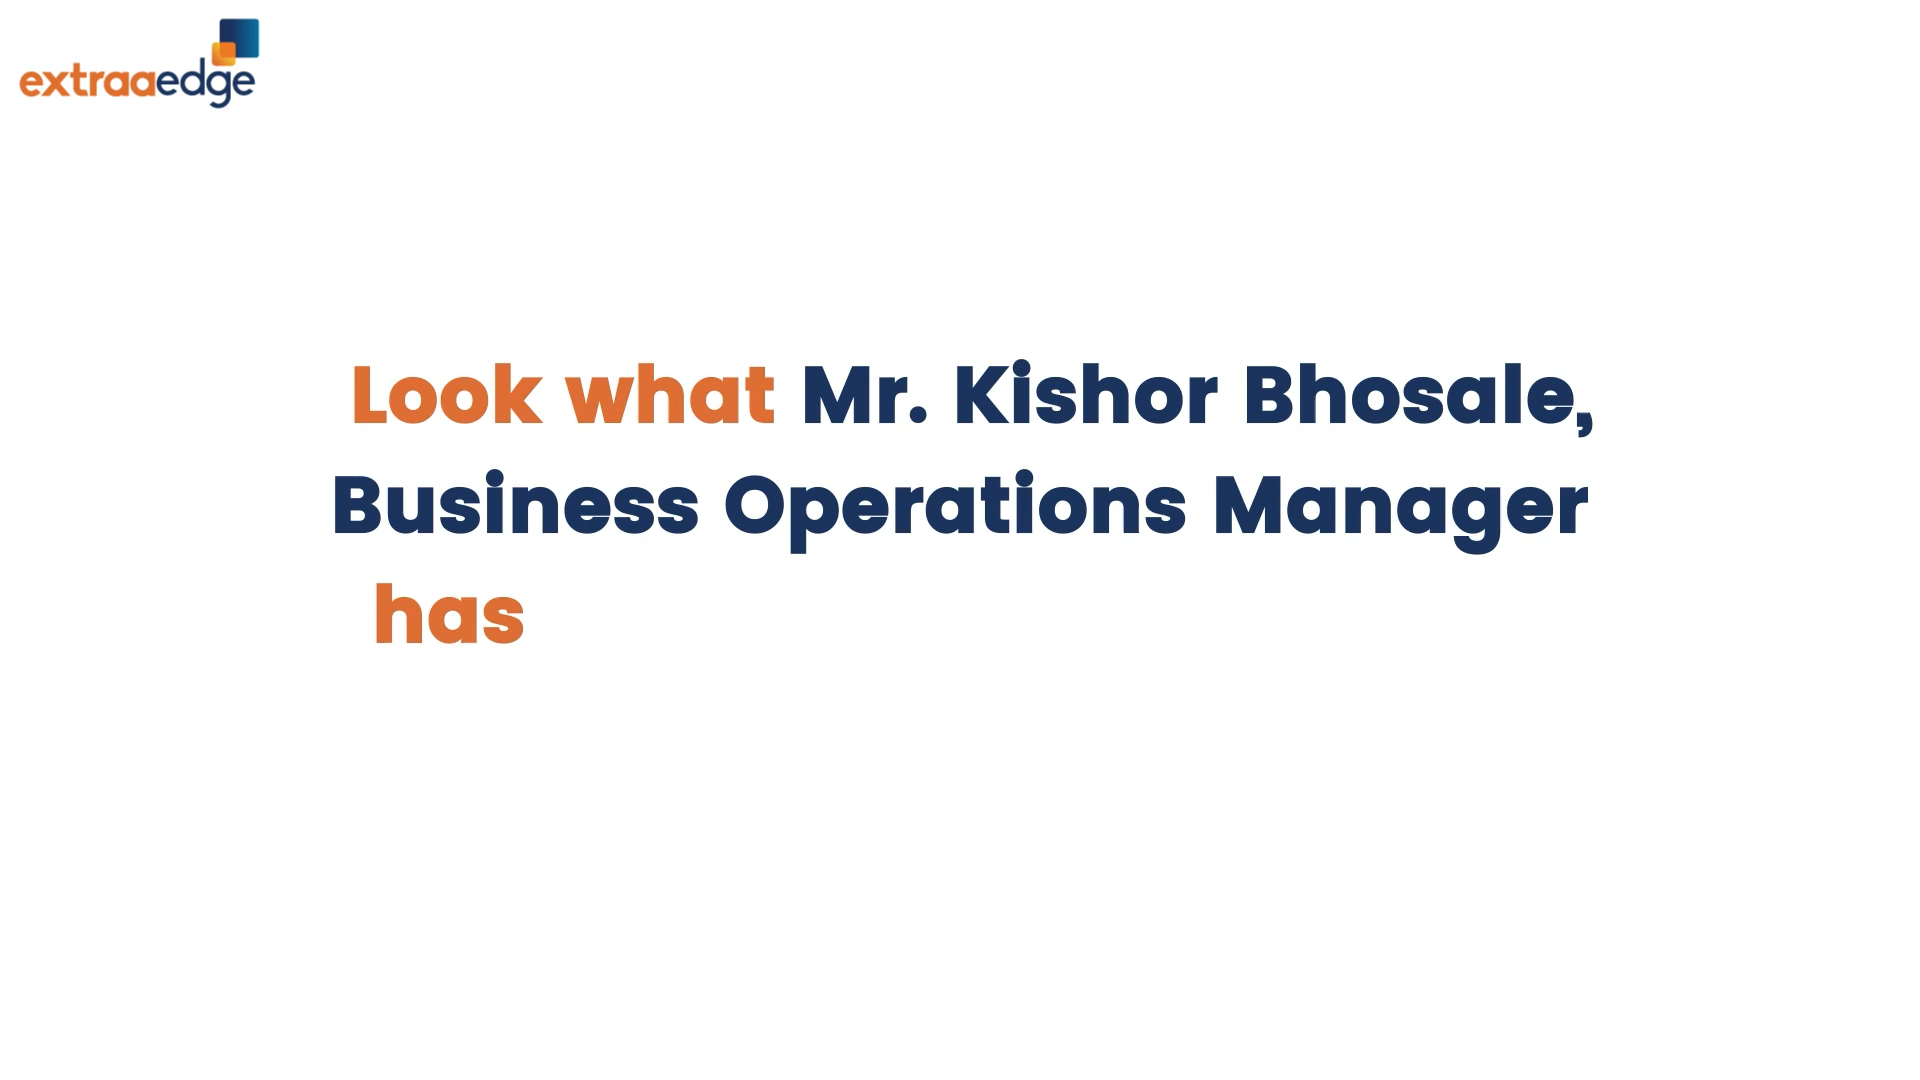 extraaedge
Look what Mr. Kishor Bhosale,
Business Operations Manager
has